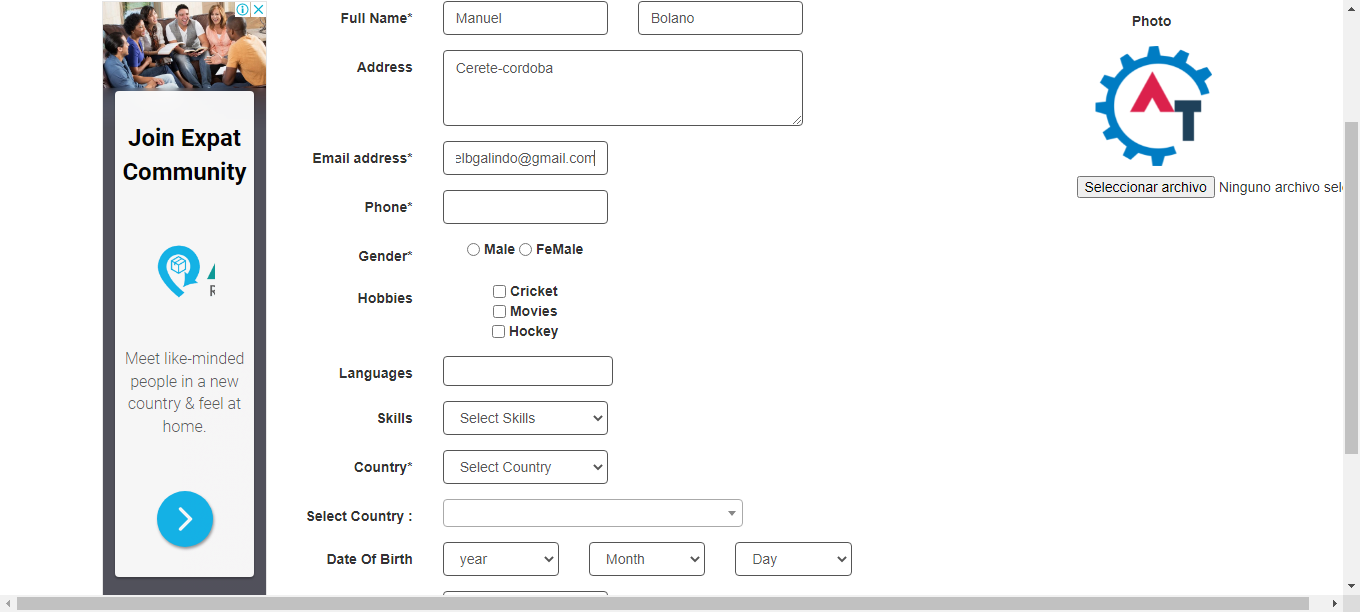 Full Name* Manuel Bolano
Photo
Address Cerete-cordoba
Join Expat
Community
AT
Email address* elbgalindo@gmail.com
Seleccionar archivo Ninguno archivo sel
Phone*
Gender* Male FeMale
Hobbies Cricket
Movies
Hockey
R
Meet like-minded
people in a new
country & feel at
home.
Languages
Skills Select Skills
Country* Select Country
Select Country :
Date Of Birth year Month Day